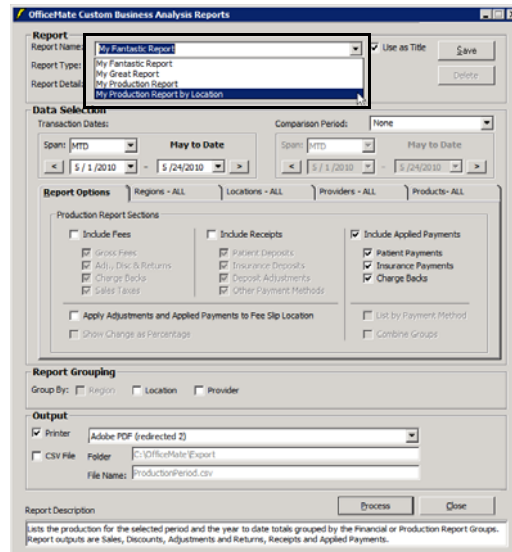 OfficeMate Custom Business Analysis Reports
Report
Report Name: My Fantastic Report Use as Title Save
My Fantastic Report
Report Type: My Great Report Delete
My Production Report
Report Detail: My Production Report by Location
Data Selection
Transaction Dates: Comparison Period: None
Span: MTD May to Date Span: MTD May to Date
< 5 / 1 /2010 - 5 /24/2010 > < 5 / 1 /2010 - 5 /24/2010 >
Report Options Regions - ALL Locations - ALL Providers - ALL Products- ALL
Production Report Sections
Include Fees Include Receipts Include Applied Payments
Gross Fees Patient Deposits Patient Payments
Adj., Disc & Returns Insurance Deposits Insurance Payments
Charge Backs Deposit Adjustments Charge Backs
Sales Taxes Other Payment Methods
Apply Adjustments and Applied Payments to Fee Slip Location List by Payment Method
Show Change as Percentage Combine Groups
Report Grouping
Group By: Region Location Provider
Output
Printer Adobe PDF (redirected 2)
CSV File Folder C:\OfficeMate\Export
File Name: ProductionPeriod.csv
Report Description Process Close
Lists the production for the selected period and the year to date totals grouped by the Financial or Production Report Groups.
Report outputs are Sales, Discounts, Adjustments and Returns, Receipts and Applied Payments.